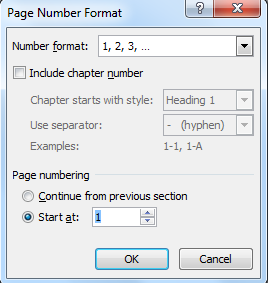 Page Number Format
?
Number format: 1, 2, 3, ...
Include chapter number
Chapter starts with style: Heading 1
Use separator: - (hyphen)
Examples: 1-1, 1-A
Page numbering
Continue from previous section
Start at: 1
OK Cancel